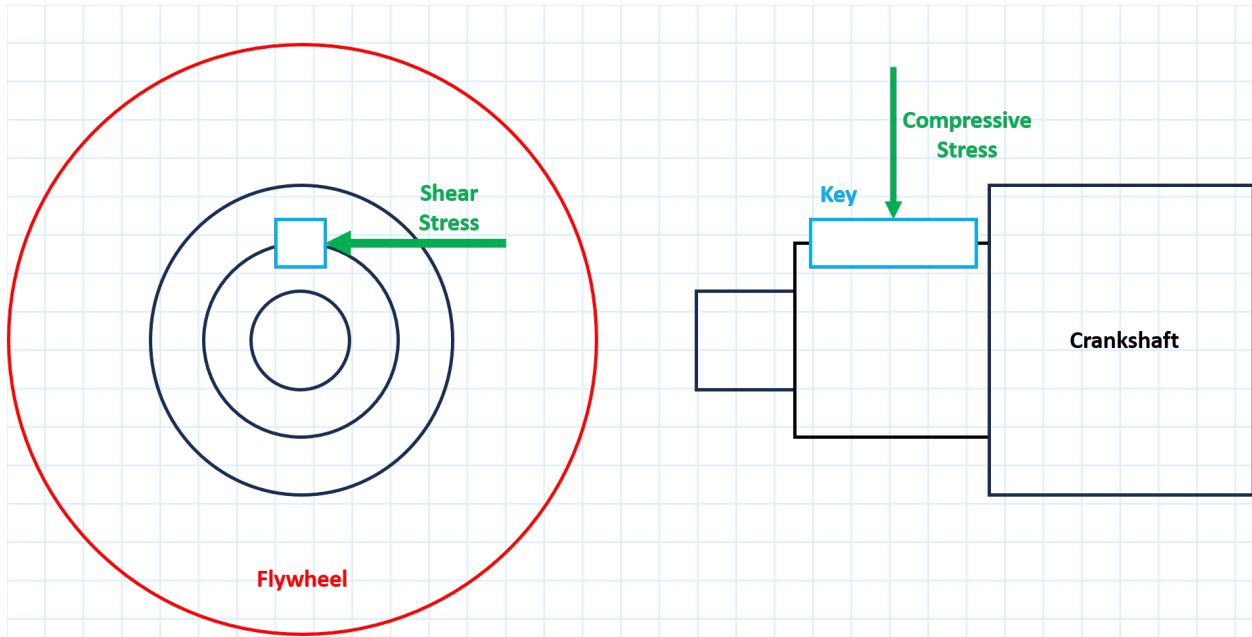 Shear
Stress
Flywheel
Compressive
Stress
Key
Crankshaft